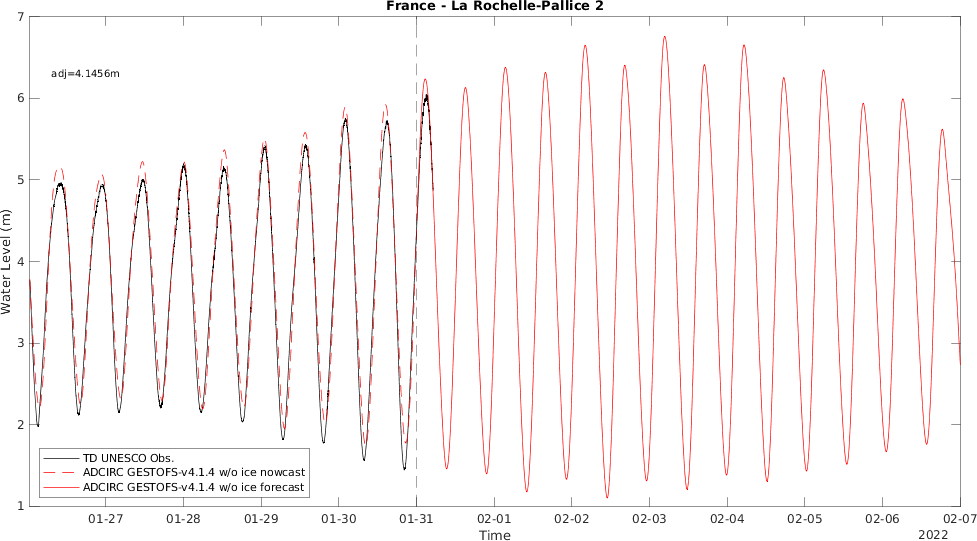 France - La Rochelle-Pallice 2
adj=4.1456m
Water Level (m)
7
6
5
4
3
2
1
TD UNESCO Obs.
ADCIRC GESTOFS-v4.1.4 w/o ice nowcast
ADCIRC GESTOFS-v4.1.4 w/o ice forecast
01-27 01-28 01-29 01-30 01-31 02-01 02-02 02-03 02-04 02-05 02-06 02-07
Time
2022